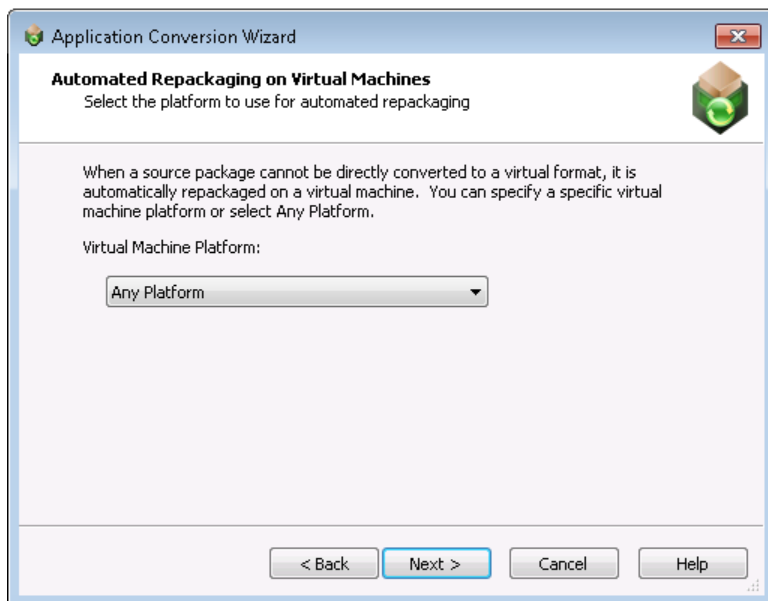 Application Conversion Wizard
Automated Repackaging on Virtual Machines
Select the platform to use for automated repackaging
When a source package cannot be directly converted to a virtual format, it is
automatically repackaged on a virtual machine.  You can specify a specific virtual
machine platform or select Any Platform.
Virtual Machine Platform:
Any Platform
< Back
Next >
Cancel
Help